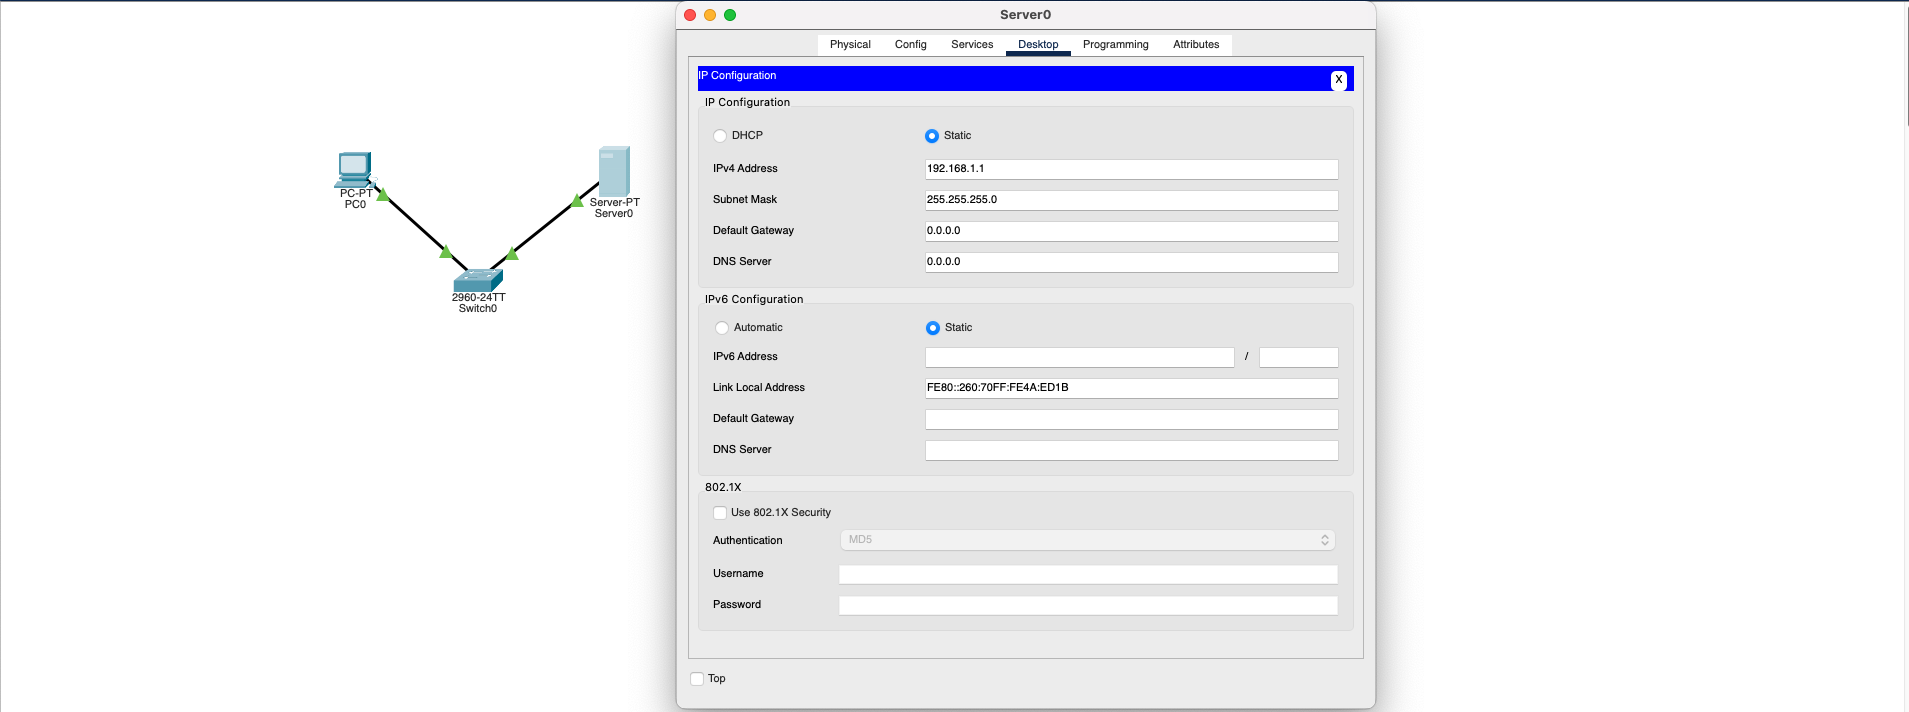 Server0
Physical Config Services Desktop Programming Attributes
IP Configuration
X
IP Configuration
DHCP Static
IPv4 Address 192.168.1.1
Subnet Mask 255.255.255.0
Default Gateway 0.0.0.0
DNS Server 0.0.0.0
IPv6 Configuration
Automatic Static
IPv6 Address /
Link Local Address FE80::260:70FF:FE4A:ED1B
Default Gateway
DNS Server
802.1X
Use 802.1X Security
Authentication MD5
Username
Password
Top
PC-PT
PC0
Server-PT
Server0
2960-24TT
Switch0